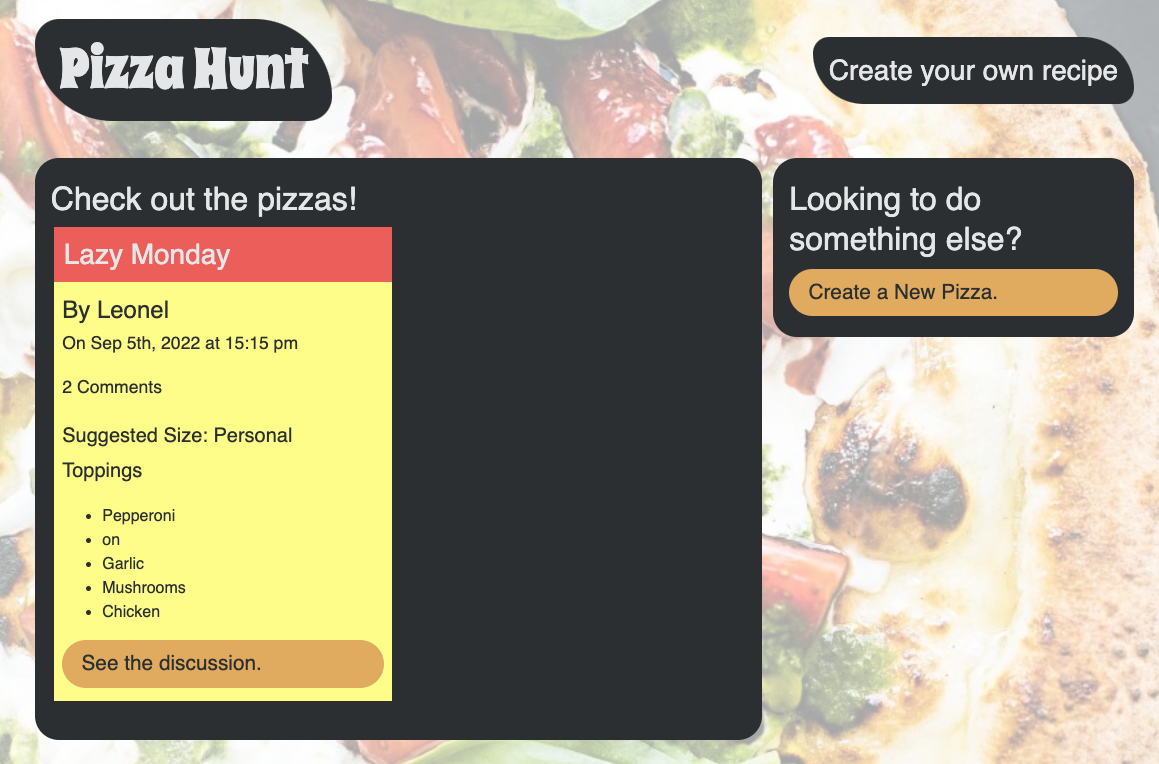 Pizza Hunt
Create your own recipe
Check out the pizzas!
Lazy Monday
By Leonel
On Sep 5th, 2022 at 15:15 pm
2 Comments
Suggested Size: Personal
Toppings
Pepperoni
on
Garlic
Mushrooms
Chicken
See the discussion.
Looking to do
something else?
Create a New Pizza.